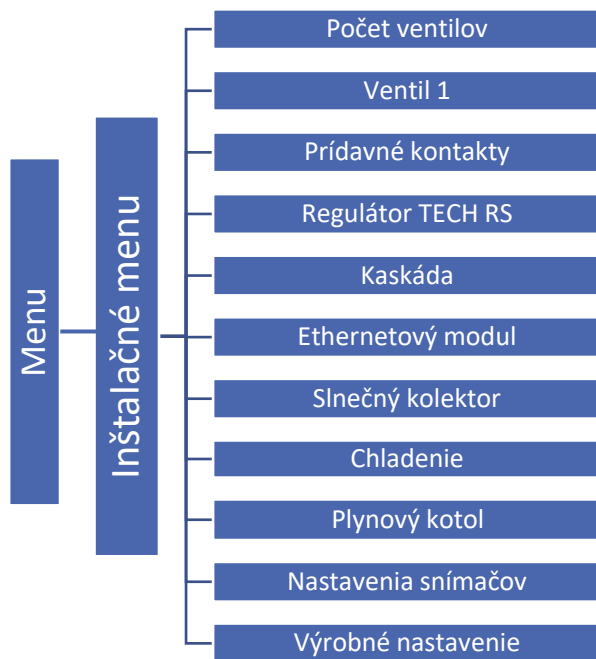 Menu
Inštalačné menu
Počet ventilov
Ventil 1
Prídavné kontakty
Regulátor TECH RS
Kaskáda
Ethernetový modul
Slnečný kolektor
Chladenie
Plynový kotol
Nastavenia snímačov
Výrobné nastavenie